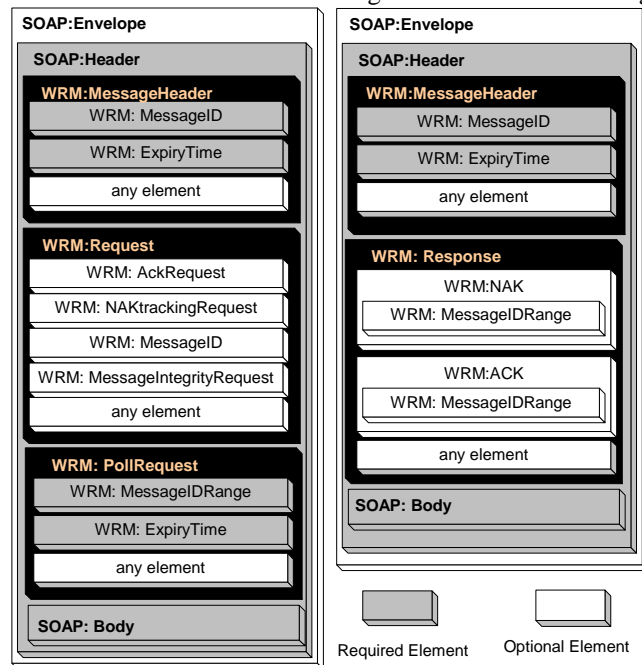 SOAP:Envelope
SOAP:Header
WRM:MessageHeader
WRM: MessageID
WRM: ExpiryTime
any element
WRM:Request
WRM: AckRequest
WRM: NAKtrackingRequest
WRM: MessageID
WRM: MessageIntegrityRequest
any element
WRM: PollRequest
WRM: MessageIDRange
WRM: ExpiryTime
any element
SOAP: Body
SOAP:Envelope
SOAP:Header
WRM:MessageHeader
WRM: MessageID
WRM: ExpiryTime
any element
WRM: Response
WRM:NAK
WRM: MessageIDRange
WRM:ACK
WRM: MessageIDRange
any element
SOAP: Body
Required Element
Optional Element